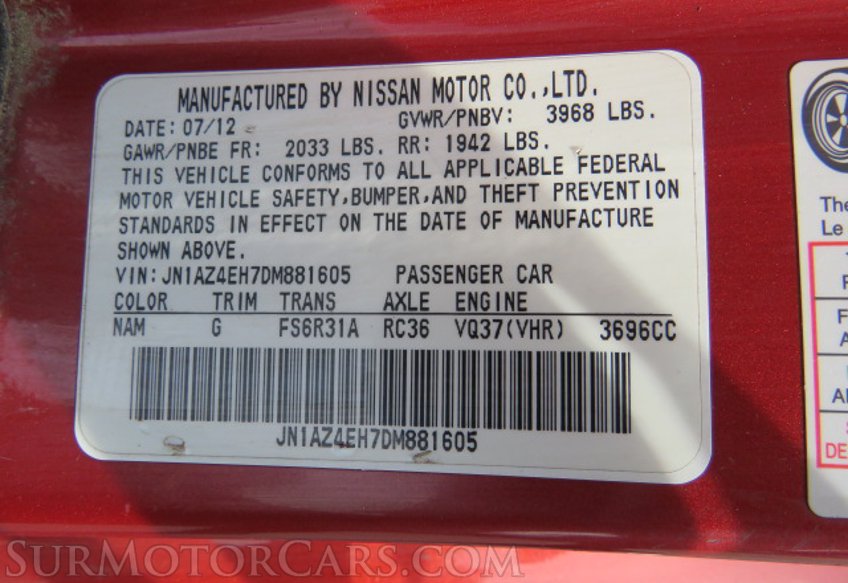 MANUFACTURED BY NISSAN MOTOR CO.,LTD.
DATE: 07/12 GVWR/PNBV: 3968 LBS.
GAWR/PNBE FR: 2033 LBS. RR: 1942 LBS.
THIS VEHICLE CONFORMS TO ALL APPLICABLE FEDERAL
MOTOR VEHICLE SAFETY,BUMPER,AND THEFT PREVENTION
STANDARDS IN EFFECT ON THE DATE OF MANUFACTURE
SHOWN ABOVE.
VIN:JN1AZ4EH7DM881605 PASSENGER CAR
COLOR TRIM TRANS AXLE ENGINE
NAM G FS6R31A RC36 VQ37(VHR) 3696CC
JN1AZ4EH7DM881605
The
Le
SurMotorCars.com